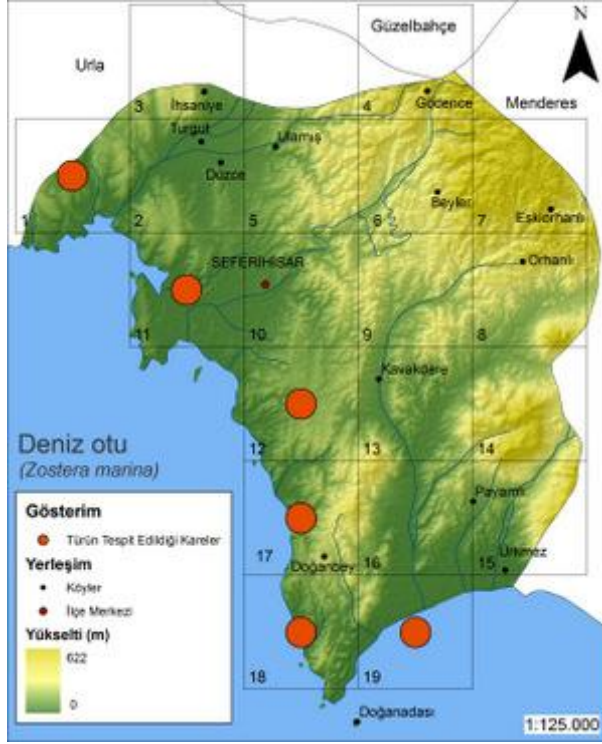 Güzelbahçe
N
Urla
3
4
İhsaniye
Gödence
Menderes
Turgut
Ulamış
Düzce
Beyler
Eskiorhanlı
1
2
5
6
7
SEFERİHİSAR
Orhanlı
11
10
9
8
Kavakdere
Deniz otu
(Zostera marina)
12
13
14
Payamlı
Gösterim
Türün Tespit Edildiği Kareler
Yerleşim
Köyler
İlçe Merkezi
Yükselti (m)
622
0
17
Doğanbey
16
15
Ürkmez
18
19
Doğanadası
1:125.000